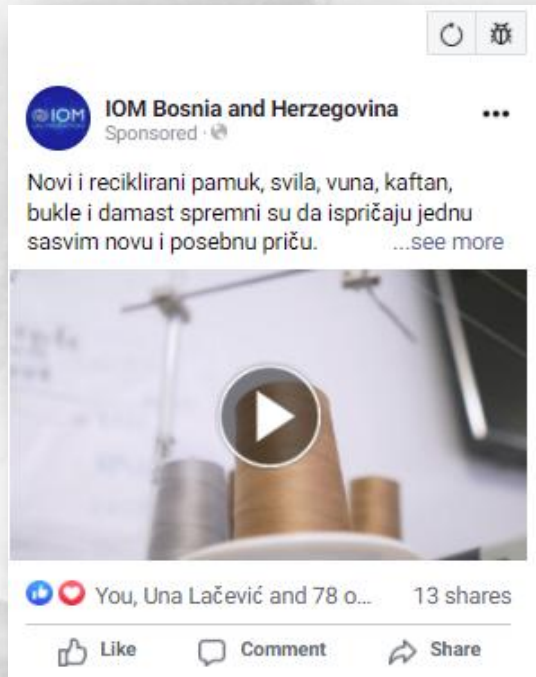 IOM
IOM Bosnia and Herzegovina
Sponsored ·
Novi i reciklirani pamuk, svila, vuna, kaftan,
bukle i damast spremni su da ispričaju jednu
sasvim novu i posebnu priču. ...see more
You, Una Lačević and 78 o... 13 shares
Like Comment Share